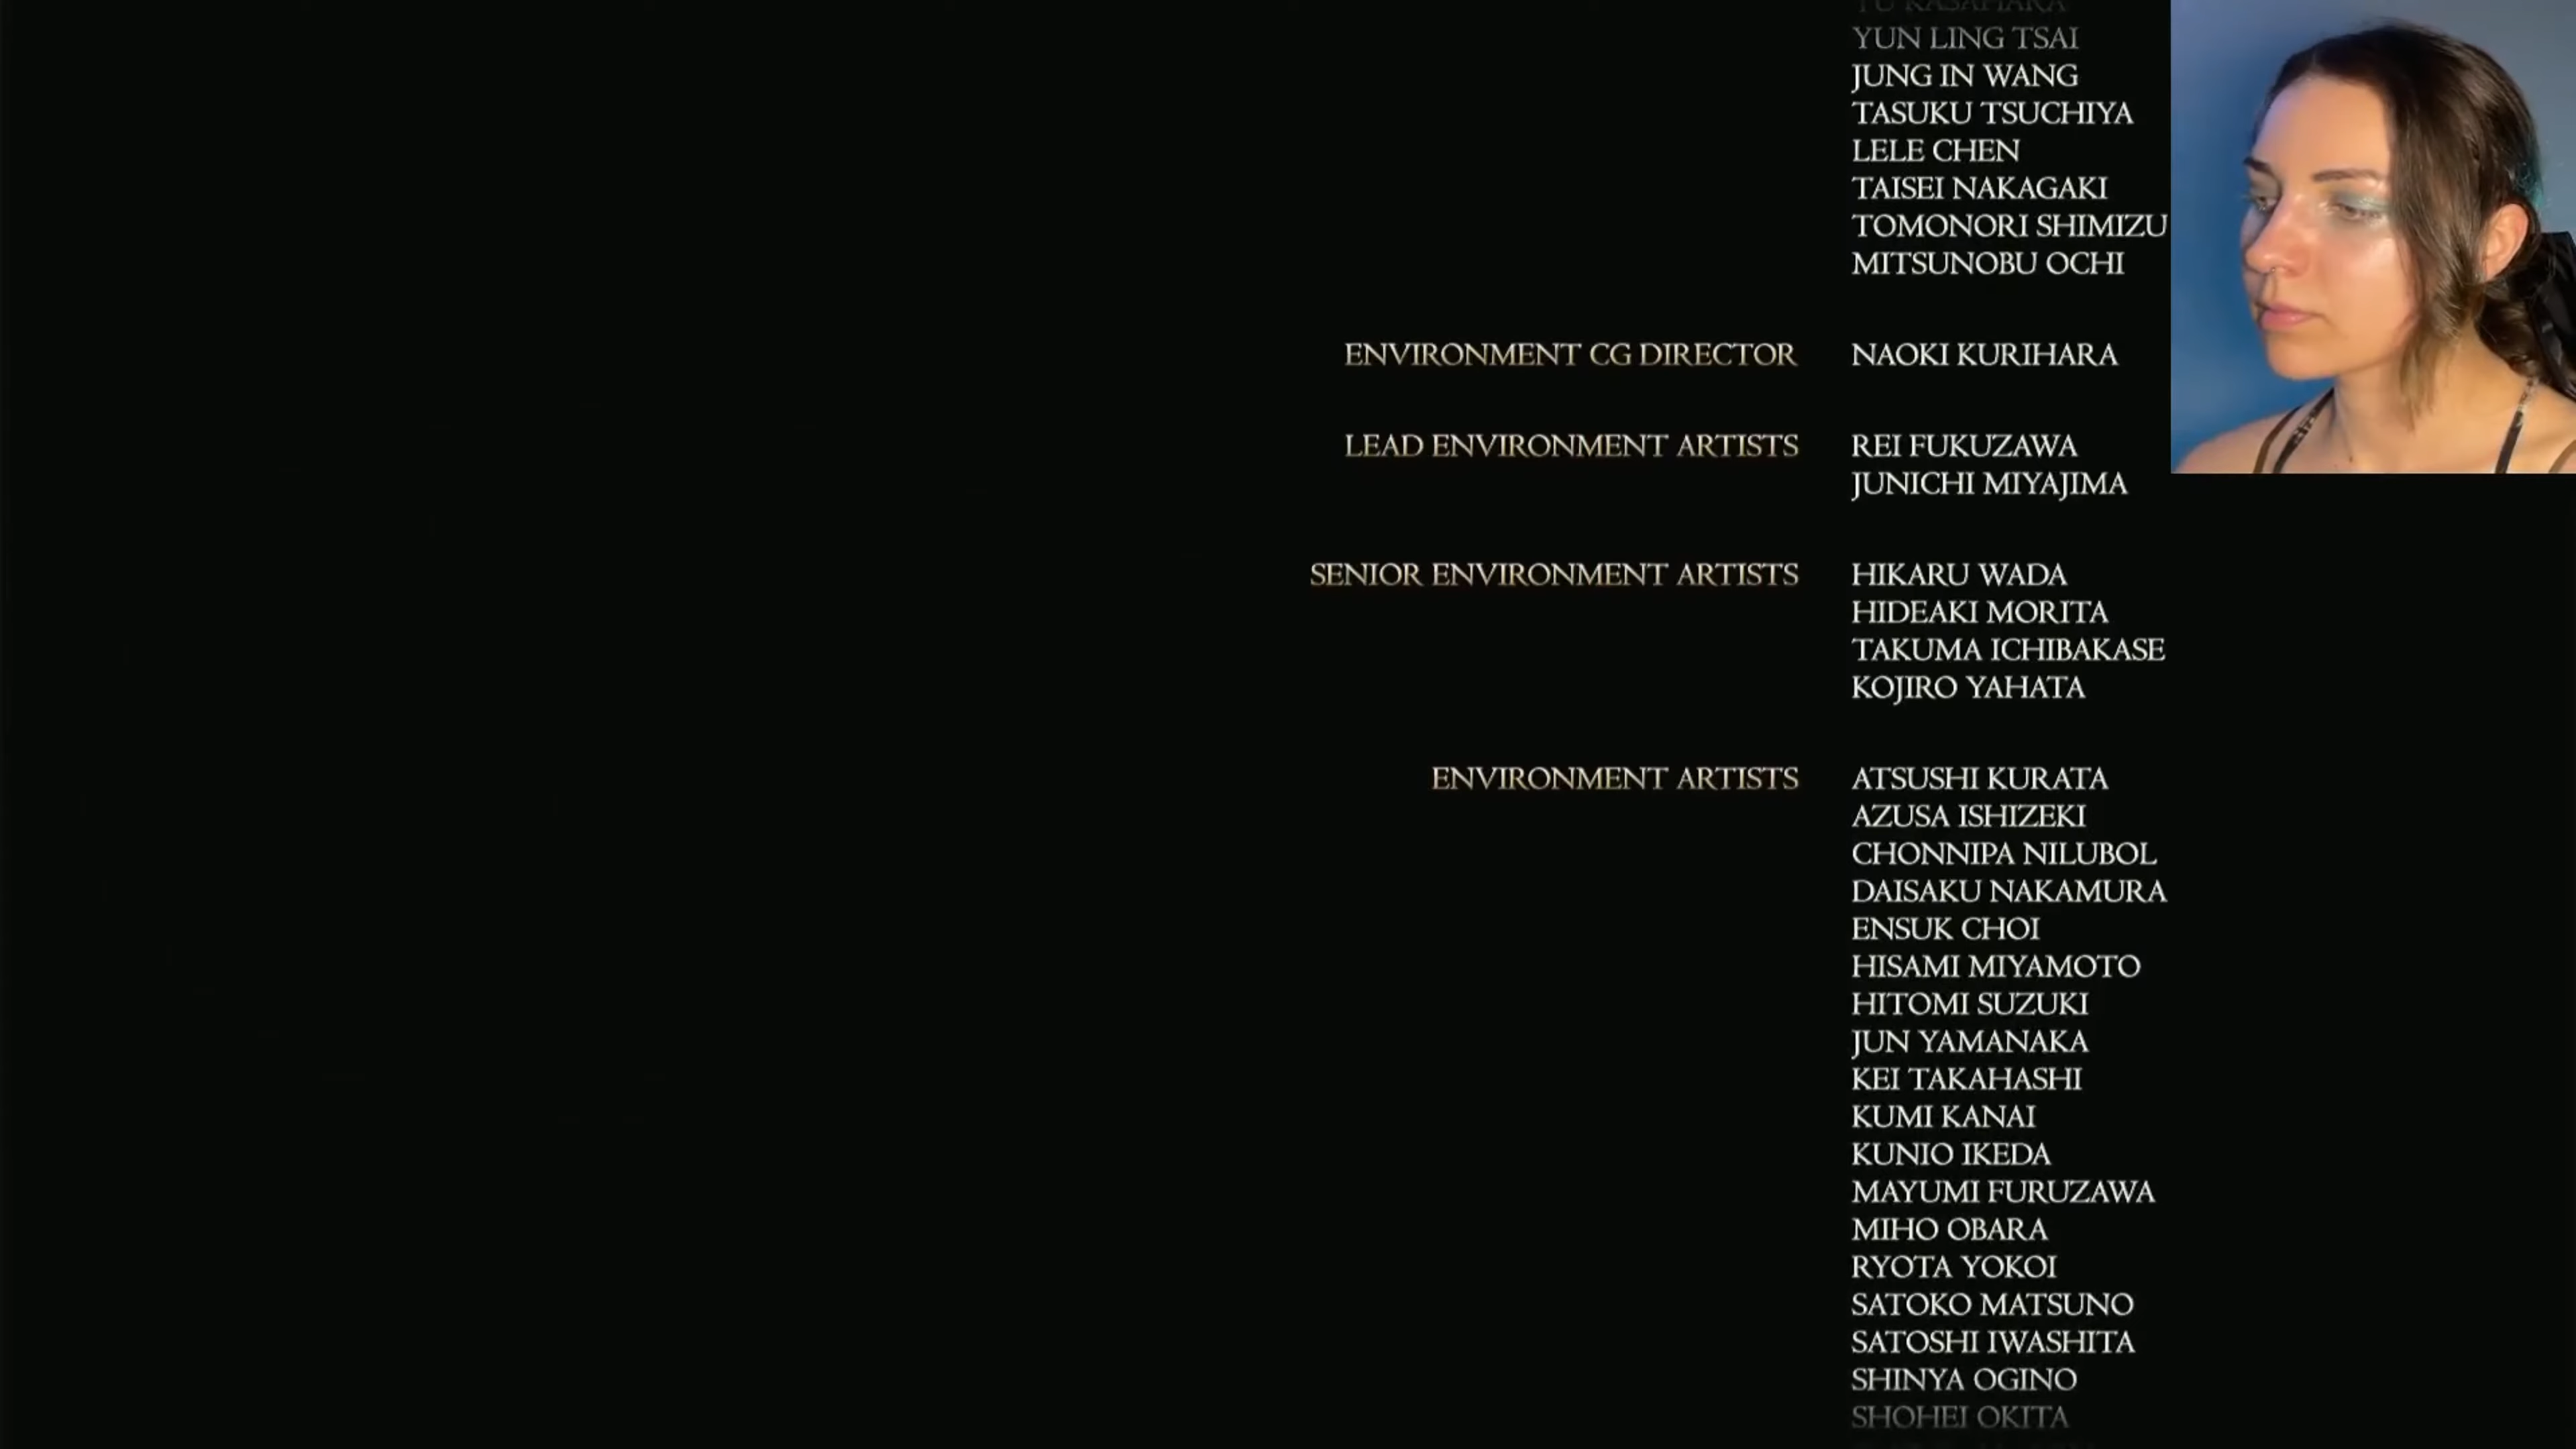 YUN LING TSAI
JUNG IN WANG
TASUKU TSUCHIYA
LELE CHEN
TAISEI NAKAGAKI
TOMONORI SHIMIZU
MITSUNOBU OCHI
ENVIRONMENT CG DIRECTOR NAOKI KURIHARA
LEAD ENVIRONMENT ARTISTS REI FUKUZAWA
JUNICHI MIYAJIMA
SENIOR ENVIRONMENT ARTISTS HIKARU WADA
HIDEAKI MORITA
TAKUMA ICHIBAKASE
KOJIRO YAHATA
ENVIRONMENT ARTISTS ATSUSHI KURATA
AZUSA ISHIZEKI
CHONNIPA NILUBOL
DAISAKU NAKAMURA
ENSUK CHOI
HISAMI MIYAMOTO
HITOMI SUZUKI
JUN YAMANAKA
KEI TAKAHASHI
KUMI KANAI
KUNIO IKEDA
MAYUMI FURUZAWA
MIHO OBARA
RYOTA YOKOI
SATOKO MATSUNO
SATOSHI IWASHITA
SHINYA OGINO
SHOHEI OKITA